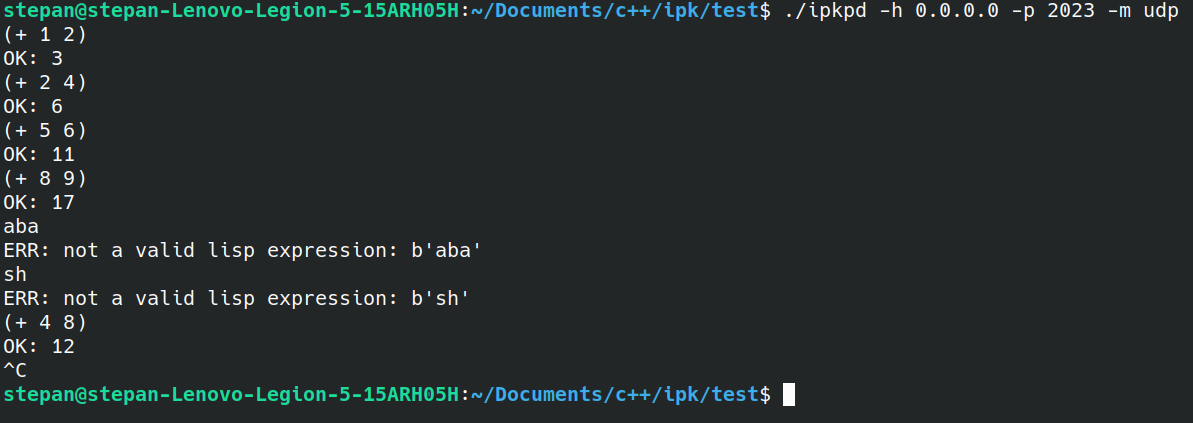 stepan@stepan-Lenovo-Legion-5-15ARH05H:~/Documents/c++/ipk/test$ ./ipkpd -h 0.0.0.0 -p 2023 -m udp
(+ 1 2)
OK: 3
(+ 2 4)
OK: 6
(+ 5 6)
OK: 11
(+ 8 9)
OK: 17
aba
ERR: not a valid lisp expression: b'aba'
sh
ERR: not a valid lisp expression: b'sh'
(+ 4 8)
OK: 12
^C
stepan@stepan-Lenovo-Legion-5-15ARH05H:~/Documents/c++/ipk/test$